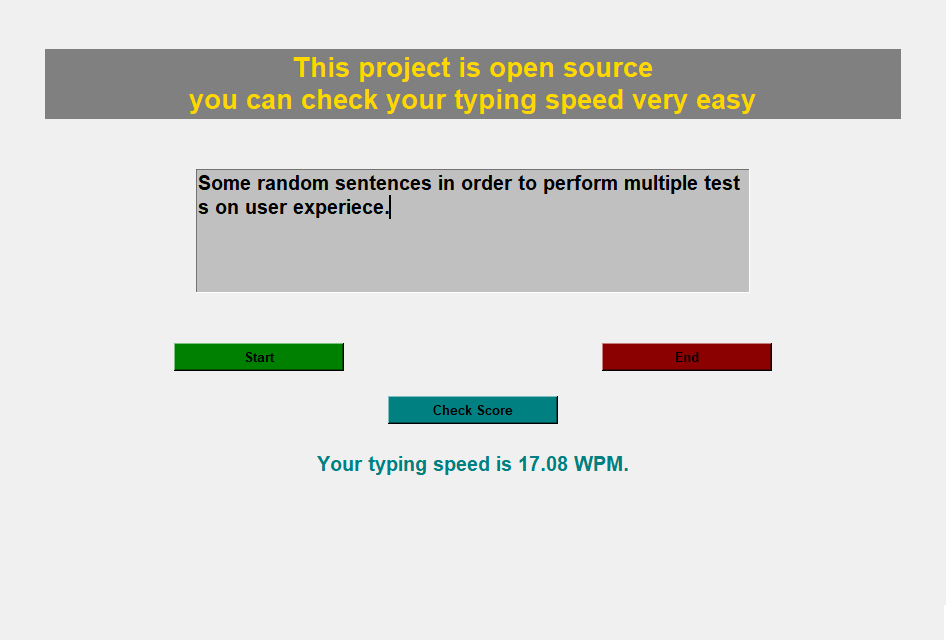 This project is open source
you can check your typing speed very easy
Some random sentences in order to perform multiple test
s on user experiece.
Start
End
Check Score
Your typing speed is 17.08 WPM.